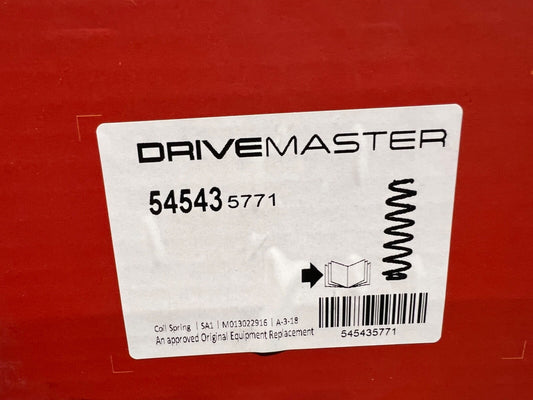 DRIVEMASTER
54543 5771
Coil Spring | SA1 | M013022916 | A-3-18
An approved Original Equipment Replacement
545435771